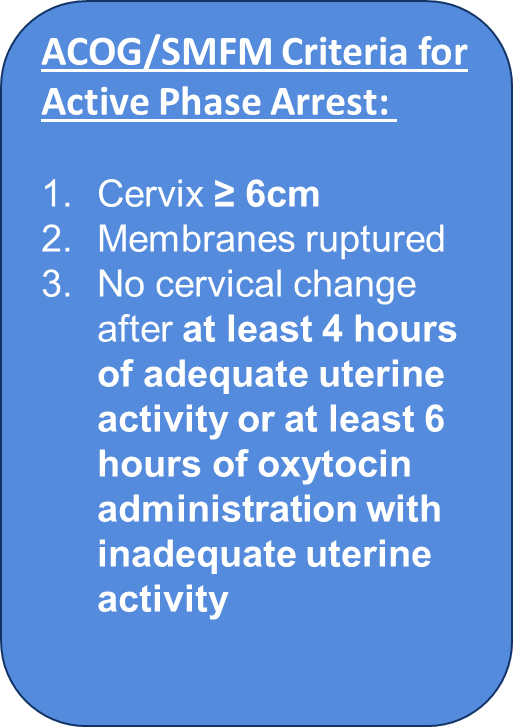 ACOG/SMFM Criteria for
Active Phase Arrest:
1. Cervix ≥ 6cm
2. Membranes ruptured
3. No cervical change
after at least 4 hours
of adequate uterine
activity or at least 6
hours of oxytocin
administration with
inadequate uterine
activity